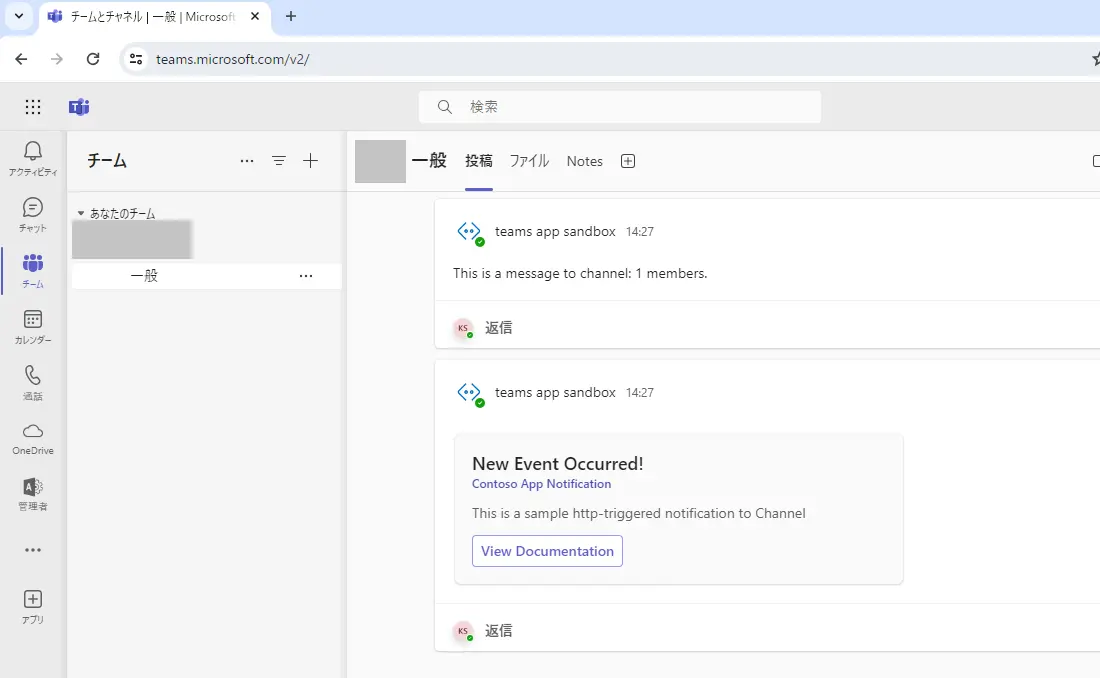 チームとチャネル | 一般 | Microsoft
teams.microsoft.com/v2/
検索
アクティビティ
チャット
チーム
カレンダー
通話
OneDrive
管理者
アプリ
チーム
あなたのチーム
一般
一般
投稿
ファイル
Notes
teams app sandbox 14:27
This is a message to channel: 1 members.
KS 返信
teams app sandbox 14:27
New Event Occurred!
Contoso App Notification
This is a sample http-triggered notification to Channel
View Documentation
KS 返信